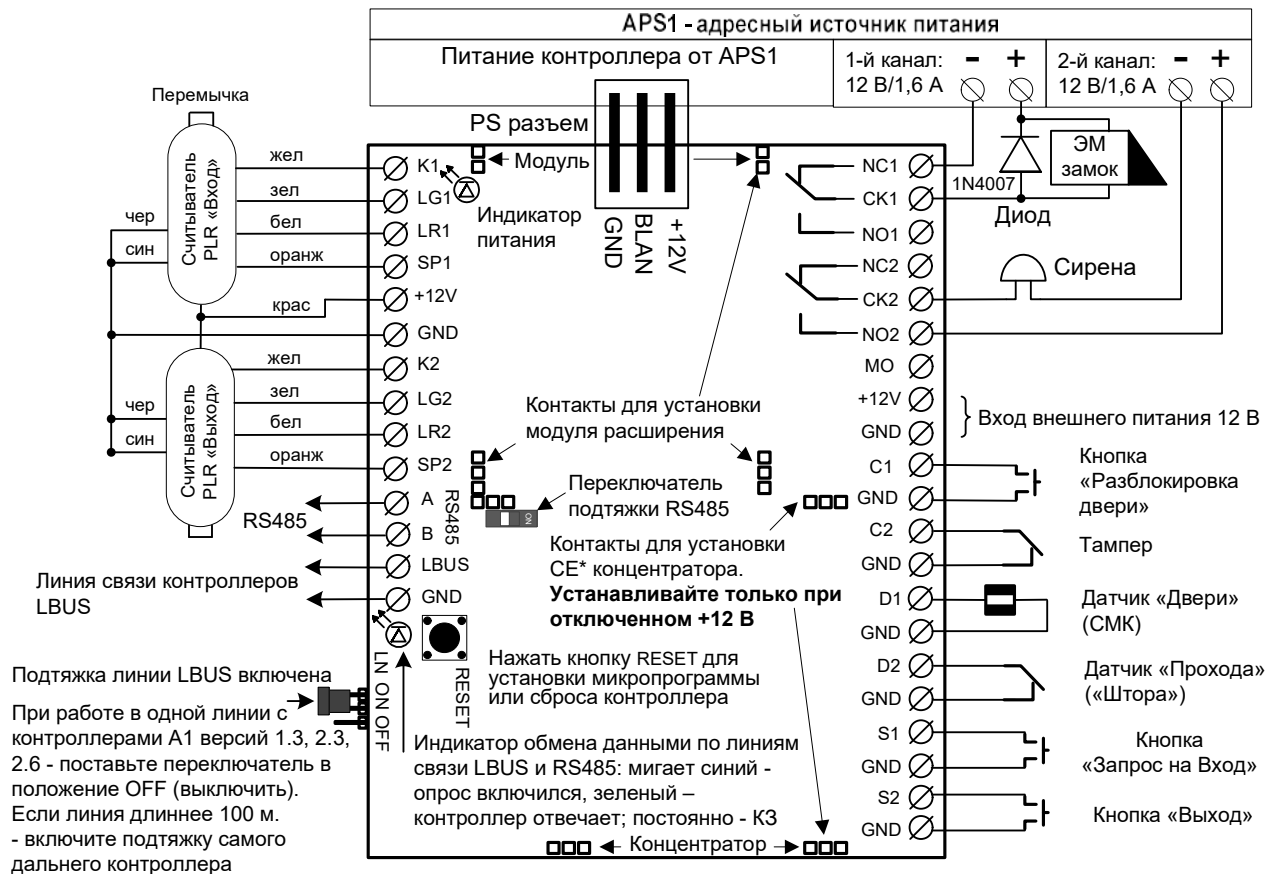 APS1 - адресный источник питания
Питание контроллера от APS1
1-й канал:
12 В/1,6 А
- +
2-й канал:
12 В/1,6 А
- +
Перемычка
PS разъем
Модуль
GND
BLAN
+12V
Индикатор
питания
1N4007
Диод
ЭМ
замок
Сирена
Считыватель
PLR «Вход»
чер
син
жел
зел
бел
оранж
крас
Считыватель
PLR «Выход»
чер
син
жел
зел
бел
оранж
K1
LG1
LR1
SP1
+12V
GND
K2
LG2
LR2
SP2
A
B
RS485
LBUS
GND
RS485
Линия связи контроллеров
LBUS
NC1
CK1
NO1
NC2
CK2
NO2
MO
+12V
GND
C1
GND
C2
GND
D1
GND
D2
GND
S1
GND
S2
GND
Вход внешнего питания 12 В
Кнопка
«Разблокировка
двери»
Тампер
Датчик «Двери»
(СМК)
Датчик «Прохода»
(«Штора»)
Кнопка
«Запрос на Вход»
Кнопка «Выход»
Контакты для установки
модуля расширения
Переключатель
подтяжки RS485
ON
Контакты для установки
CE* концентратора.
Устанавливайте только при
отключенном +12 В
RESET
Нажать кнопку RESET для
установки микропрограммы
или сброса контроллера
LN ON OFF
Индикатор обмена данными по линиям
связи LBUS и RS485: мигает синий -
опрос включился, зеленый –
контроллер отвечает; постоянно - КЗ
Концентратор
Подтяжка линии LBUS включена
При работе в одной линии с
контроллерами А1 версий 1.3, 2.3,
2.6 - поставьте переключатель в
положение OFF (выключить).
Если линия длиннее 100 м.
- включите подтяжку самого
дальнего контроллера